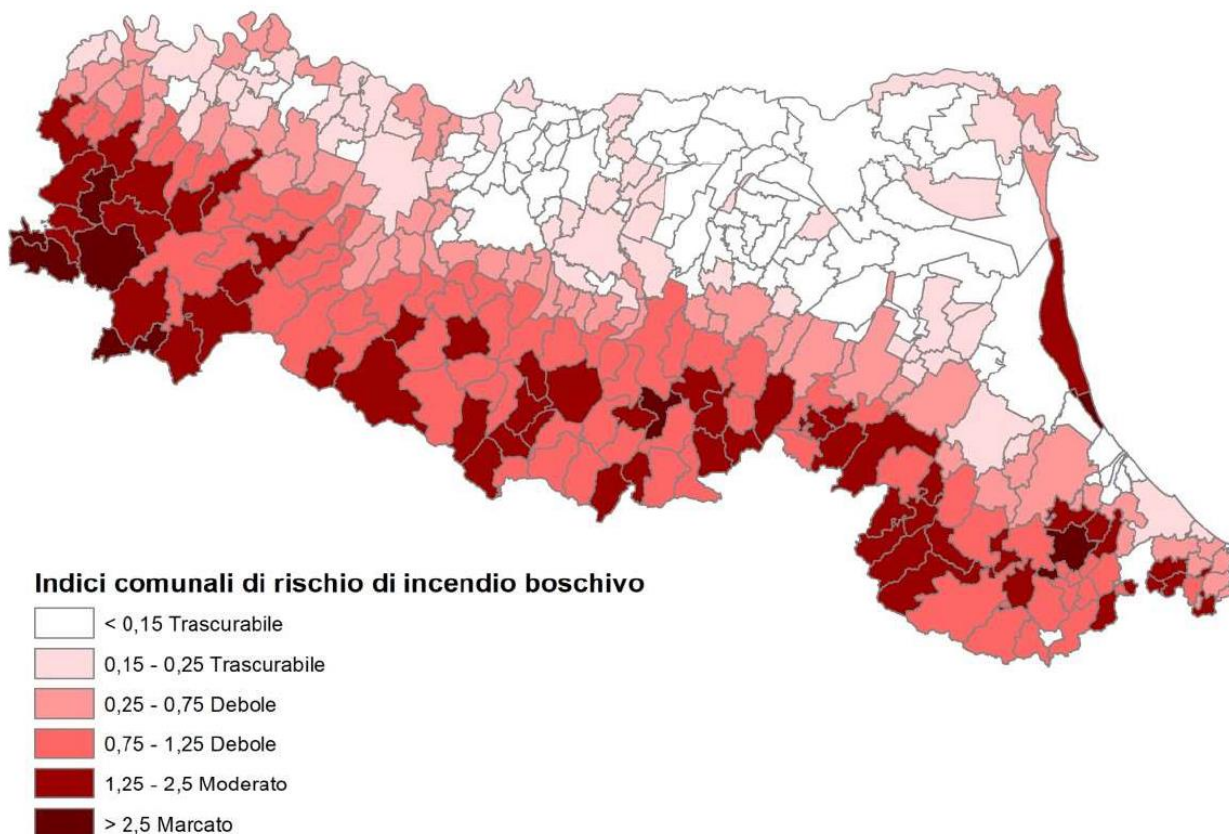 Indici comunali di rischio di incendio boschivo
< 0,15 Trascurabile
0,15 - 0,25 Trascurabile
0,25 - 0,75 Debole
0,75 - 1,25 Debole
1,25 - 2,5 Moderato
> 2,5 Marcato